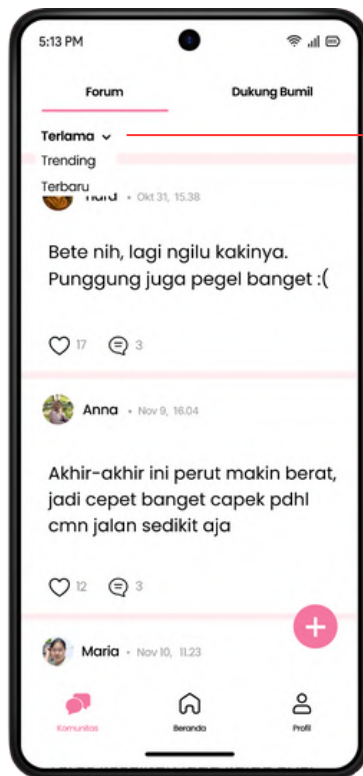 5:13 PM
Forum Dukung Bumil
Terlama
Trending
Terbaru
• Okt 31, 15.38
Bete nih, lagi ngilu kakinya.
Punggung juga pegel banget :(
17 3
Anna • Nov 9, 16.04
Akhir-akhir ini perut makin berat,
jadi cepet banget capek pdhl
cmn jalan sedikit aja
12 3
Maria • Nov 10, 11.23
Komunitas Beranda Profil